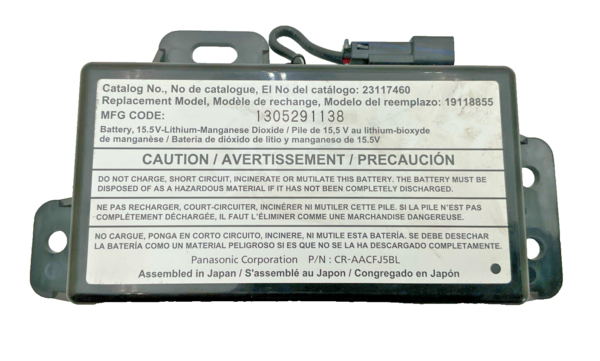 Catalog No., No de catalogue, El No del catálogo: 23117460
Replacement Model, Modèle de rechange, Modelo del reemplazo: 19118855
MFG CODE: 1305291138
Battery, 15.5V-Lithium-Manganese Dioxide / Pile de 15,5 V au lithium-bioxyde
de manganèse / Batería de dióxido de litio y manganeso de 15.5V
CAUTION / AVERTISSEMENT / PRECAUCIÓN
DO NOT CHARGE, SHORT CIRCUIT, INCINERATE OR MUTILATE THIS BATTERY. THE BATTERY MUST BE
DISPOSED OF AS A HAZARDOUS MATERIAL IF IT HAS NOT BEEN COMPLETELY DISCHARGED.
NE PAS RECHARGER, COURT-CIRCUITER, INCINÉRER NI MUTILER CETTE PILE. SI LA PILE N'EST PAS
COMPLÈTEMENT DÉCHARGÉE, IL FAUT L'ÉLIMINER COMME UNE MARCHANDISE DANGEREUSE.
NO CARGUE, PONGA EN CORTO CIRCUITO, INCINERE, NI MUTILE ESTA BATERÍA. SE DEBE DESECHAR
LA BATERÍA COMO UN MATERIAL PELIGROSO SI ES QUE NO SE LA HA DESCARGADO COMPLETAMENTE.
Panasonic Corporation P/N : CR-AACFJ5BL
Assembled in Japan / S'assemblé au Japon / Congregado en Japón